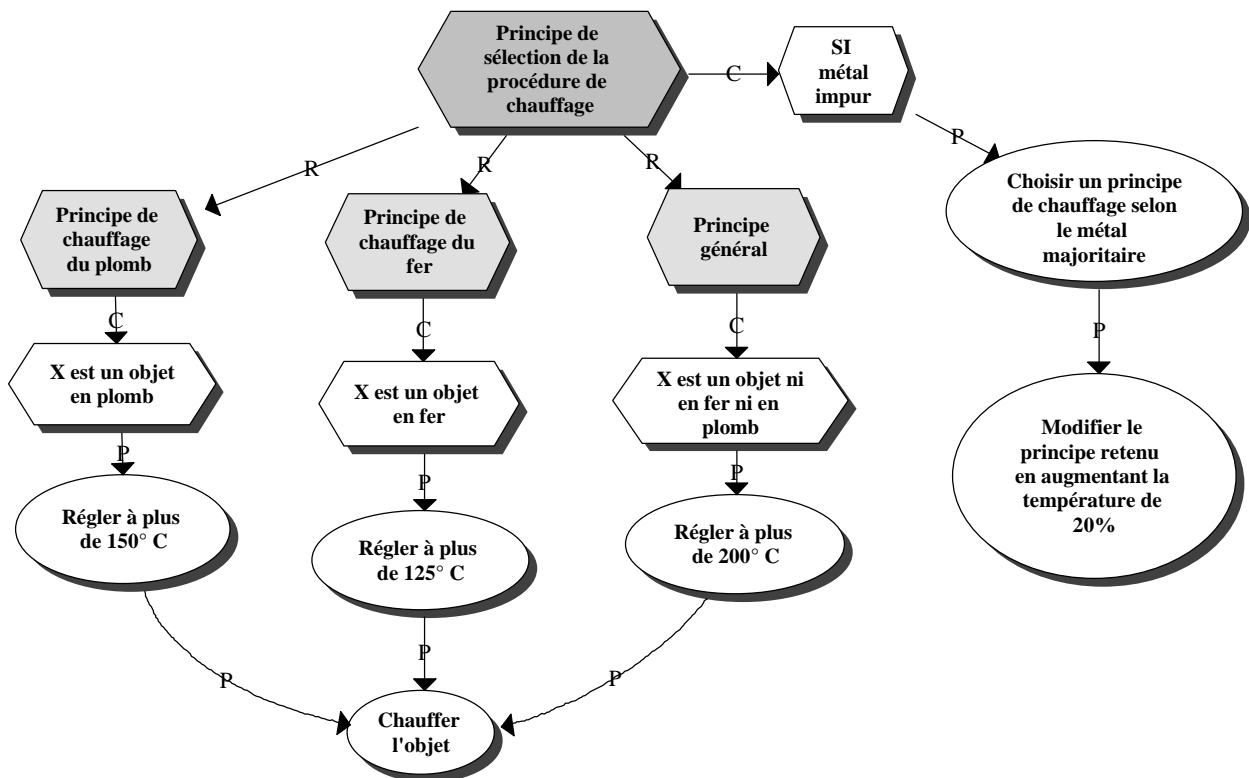 Principe de
sélection de la
procédure de
chauffage
C
SI
métal
impur
P
Choisir un principe
de chauffage selon
le métal
majoritaire
P
Modifier le
principe retenu
en augmentant la
température de
20%
R
R
R
Principe de
chauffage
du plomb
Principe de
chauffage du
fer
Principe
général
C
C
C
X est un objet
en plomb
X est un objet
en fer
X est un objet ni
en fer ni en
plomb
P
P
P
Régler à plus
de 150° C
Régler à plus
de 125° C
Régler à plus
de 200° C
P
P
P
Chauffer
l'objet